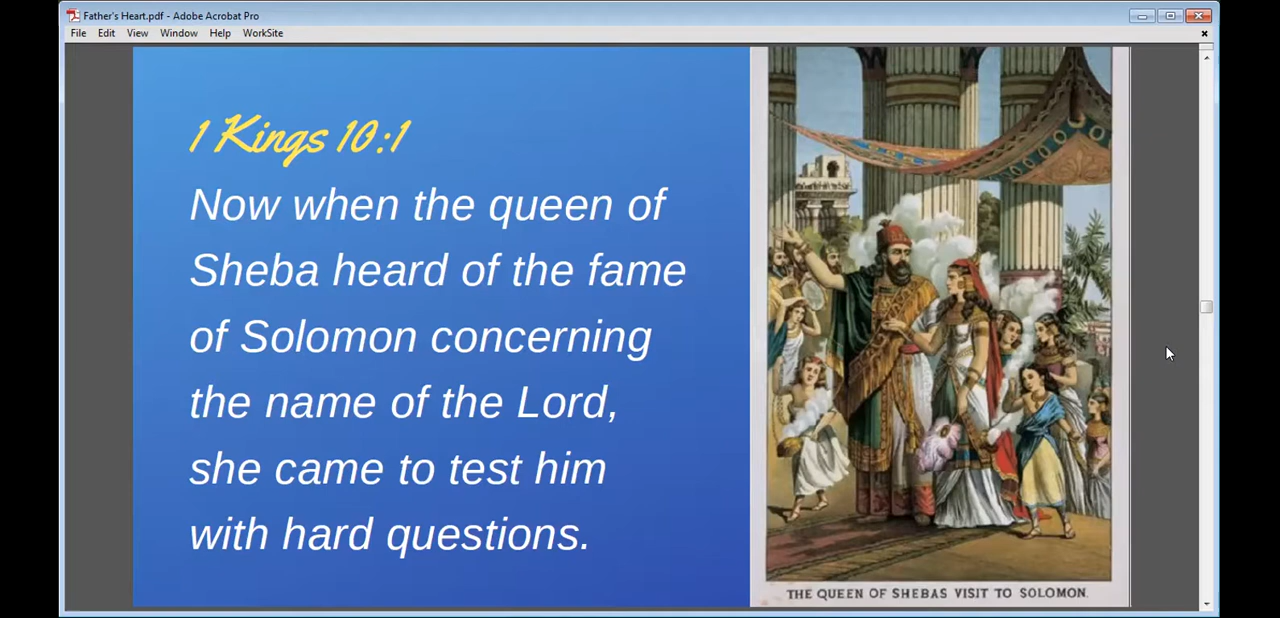 Father's Heart.pdf - Adobe Acrobat Pro
File Edit View Window Help WorkSite
1 Kings 10:1
Now when the queen of
Sheba heard of the fame
of Solomon concerning
the name of the Lord,
she came to test him
with hard questions.
THE QUEEN OF SHEBAS VISIT TO SOLOMON.